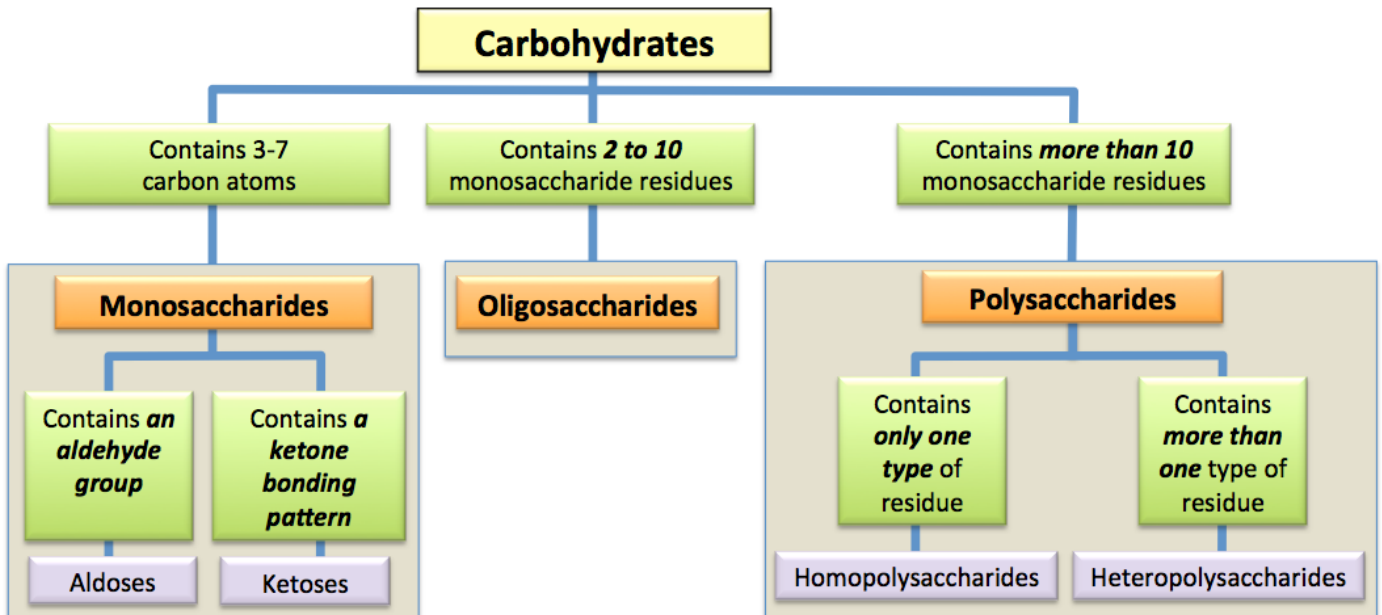 Carbohydrates
Contains 3-7
carbon atoms
Contains 2 to 10
monosaccharide residues
Contains more than 10
monosaccharide residues
Monosaccharides
Oligosaccharides
Polysaccharides
Contains an
aldehyde
group
Contains a
ketone
bonding
pattern
Contains
only one
type of
residue
Contains
more than
one type of
residue
Aldoses
Ketoses
Homopolysaccharides
Heteropolysaccharides